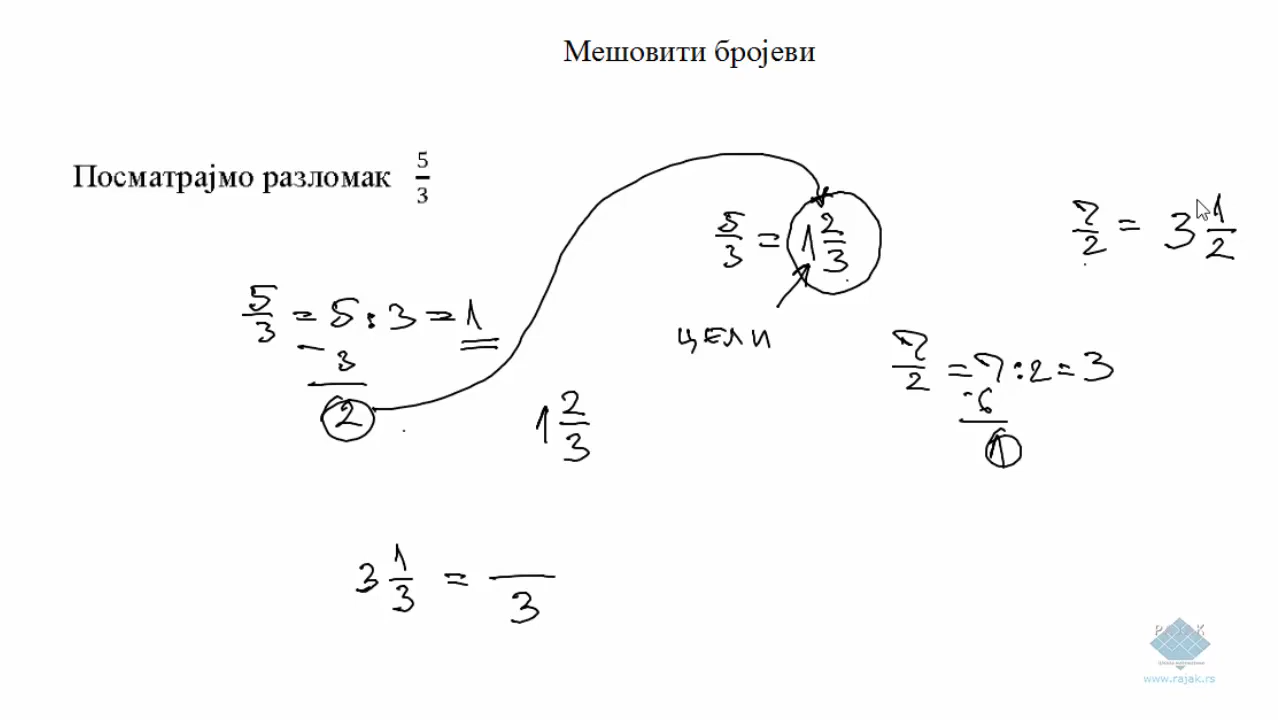 Мешовити бројеви
Посматрајмо разломак 5/3
5/3 = 1 2/3
7/2 = 3 1/2
цели
5/3 = 5 : 3 = 1
- 3
2
1 2/3
7/2 = 7 : 2 = 3
- 6
1
3 1/3 = /3
РАЈАК
www.rajak.rs